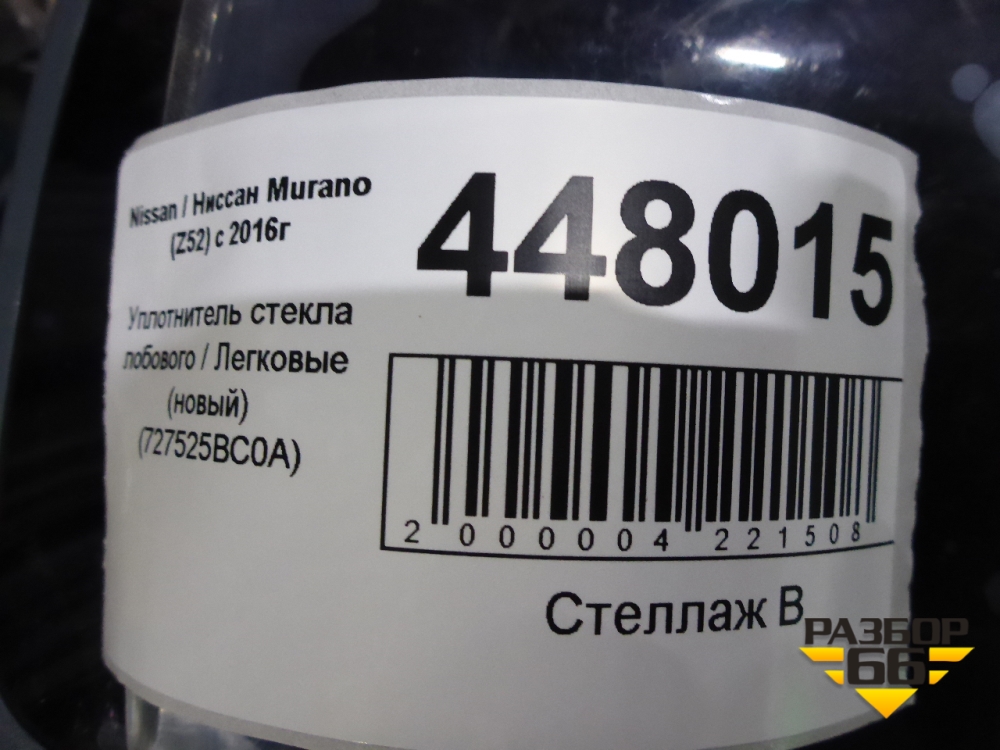 Nissan / Ниссан Murano
(Z52) с 2016г
448015
Уплотнитель стекла
лобового / Легковые
(новый)
(727525BC0A)
2 000004 221508
Стеллаж В
РАЗБОР
66